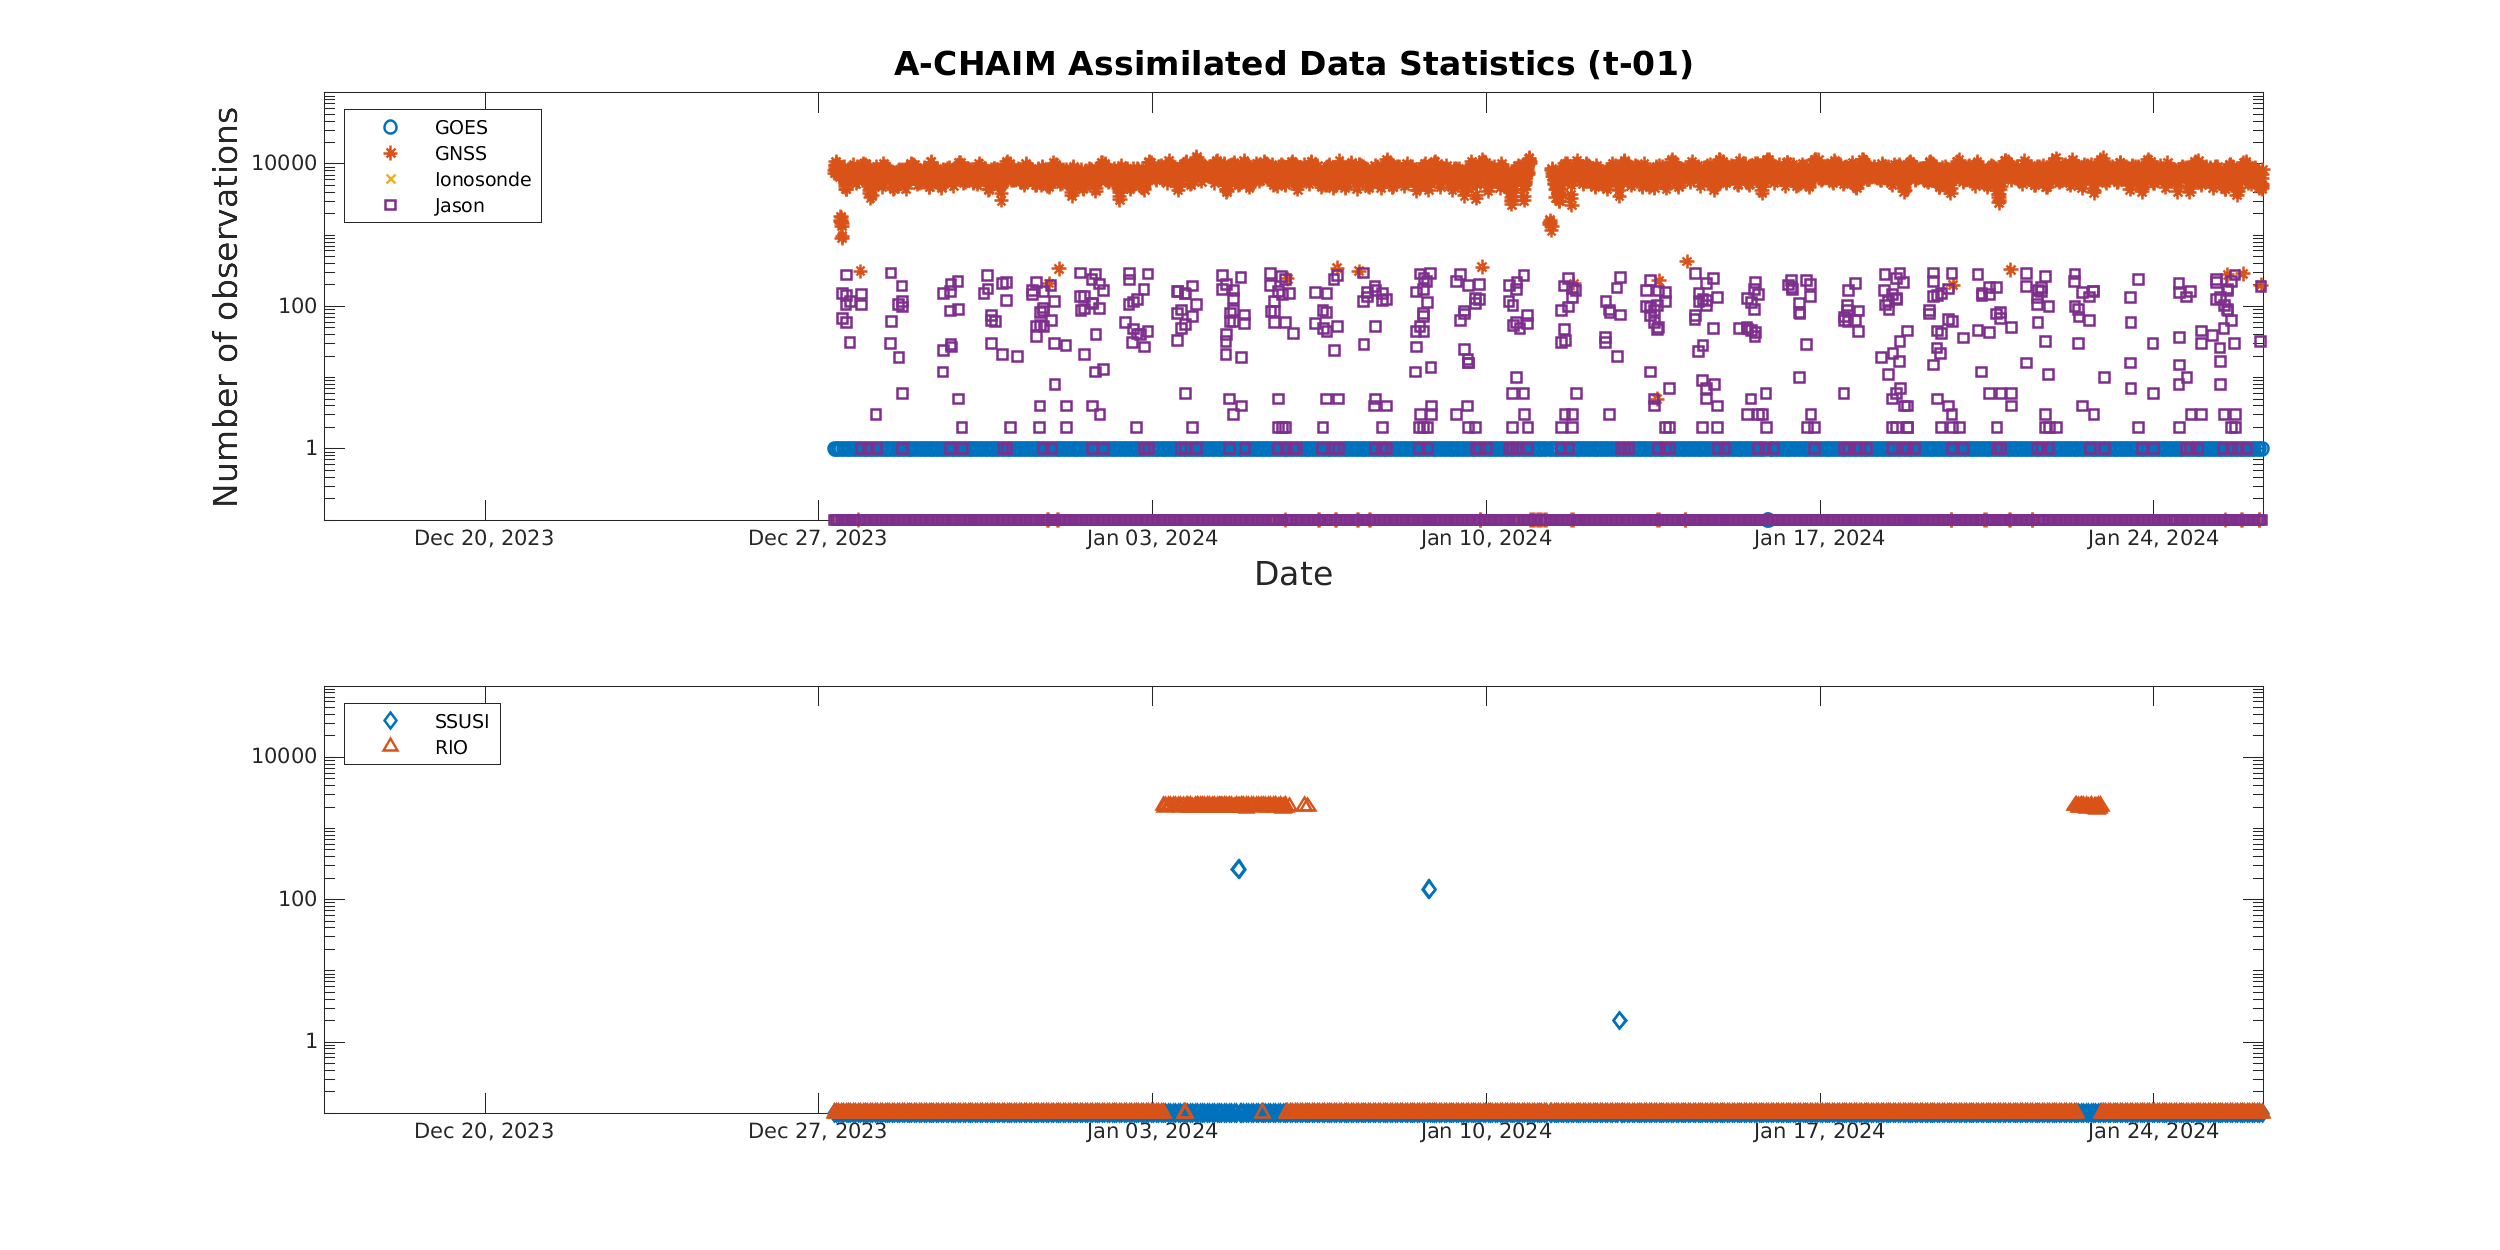 A-CHAIM Assimilated Data Statistics (t-01)
Number of observations
10000
100
1
GOES
GNSS
Ionosonde
Jason
Dec 20, 2023
Dec 27, 2023
Jan 03, 2024
Jan 10, 2024
Jan 17, 2024
Jan 24, 2024
Date
10000
100
1
SSUSI
RIO
Dec 20, 2023
Dec 27, 2023
Jan 03, 2024
Jan 10, 2024
Jan 17, 2024
Jan 24, 2024